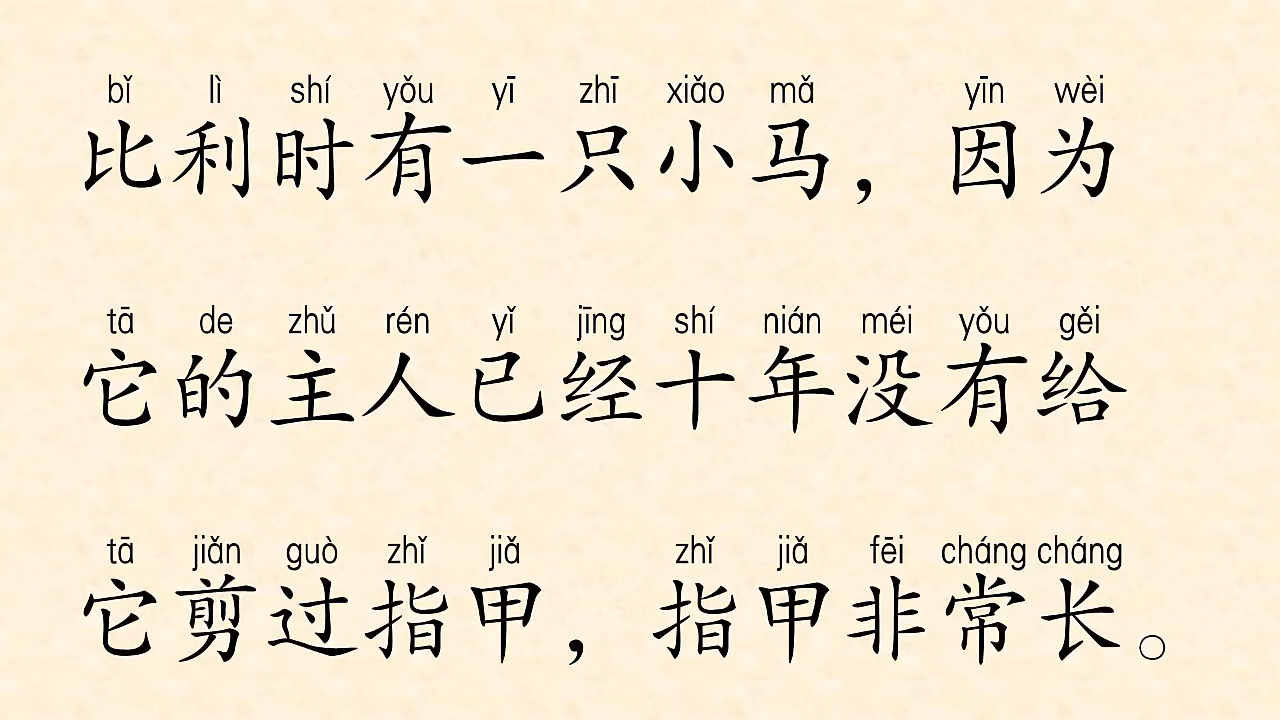 bǐ lì shí yǒu yī zhī xiǎo mǎ yīn wèi
比利时有一只小马，因为
tā de zhǔ rén yǐ jīng shí nián méi yǒu gěi
它的主人已经十年没有给
tā jiǎn guò zhǐ jiǎ zhǐ jiǎ fēi cháng cháng
它剪过指甲，指甲非常长。